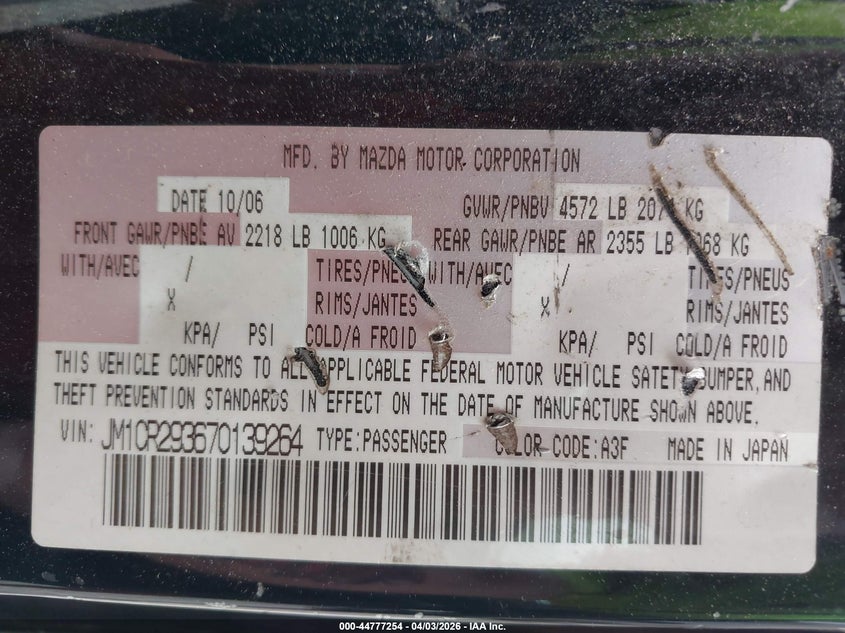 MFD. BY MAZDA MOTOR CORPORATION
DATE 10/06 GVWR/PNBV 4572 LB KG
FRONT GAWR/PNBE AV 2218 LB 1006 KG REAR GAWR/PNBE AR 2355 LB 1068 KG
WITH/AVEC / TIRES/PNEUS WITH/AVEC / TIRES/PNEUS
X RIMS/JANTES X RIMS/JANTES
KPA/ PSI COLD/A FROID KPA/ PSI COLD/A FROID
THIS VEHICLE CONFORMS TO ALL APPLICABLE FEDERAL MOTOR VEHICLE SAFETY, BUMPER, AND
THEFT PREVENTION STANDARDS IN EFFECT ON THE DATE OF MANUFACTURE SHOWN ABOVE.
VIN: JM1CR293670139264 TYPE:PASSENGER COLOR CODE:A3F MADE IN JAPAN
000-44777254 - 04/03/2026 - IAA Inc.